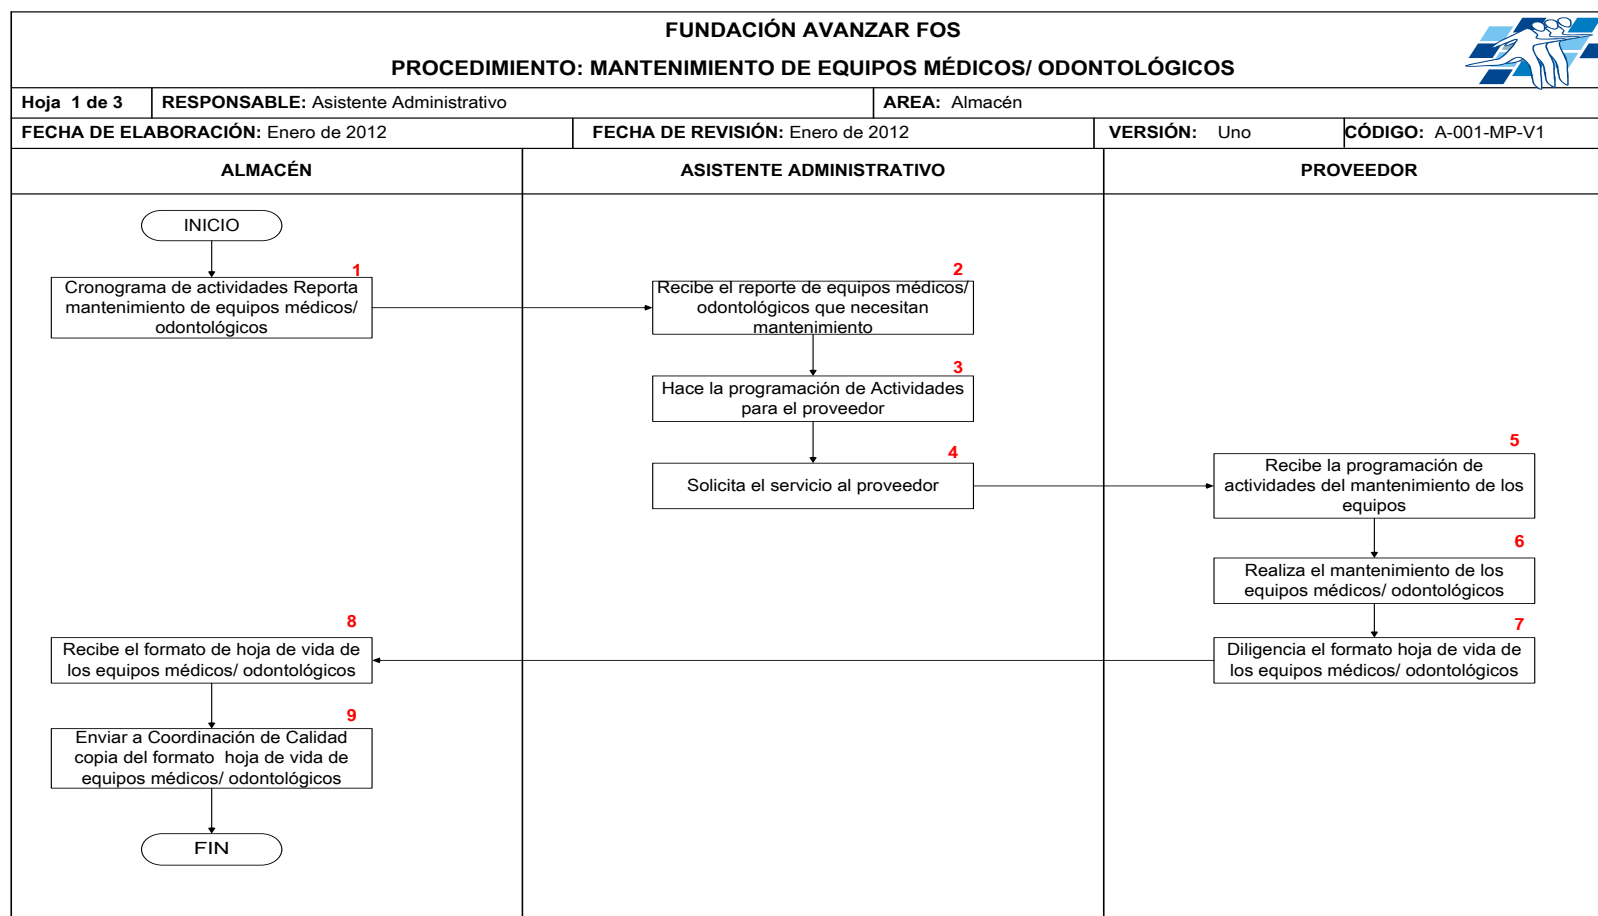 FUNDACIÓN AVANZAR FOS
PROCEDIMIENTO: MANTENIMIENTO DE EQUIPOS MÉDICOS/ ODONTOLÓGICOS
Hoja 1 de 3
RESPONSABLE: Asistente Administrativo
AREA: Almacén
FECHA DE ELABORACIÓN: Enero de 2012
FECHA DE REVISIÓN: Enero de 2012
VERSIÓN: Uno
CÓDIGO: A-001-MP-V1
ALMACÉN
ASISTENTE ADMINISTRATIVO
PROVEEDOR
INICIO
1
Cronograma de actividades Reporta
mantenimiento de equipos médicos/
odontológicos
2
Recibe el reporte de equipos médicos/
odontológicos que necesitan
mantenimiento
3
Hace la programación de Actividades
para el proveedor
4
Solicita el servicio al proveedor
5
Recibe la programación de
actividades del mantenimiento de los
equipos
6
Realiza el mantenimiento de los
equipos médicos/ odontológicos
7
Diligencia el formato hoja de vida de
los equipos médicos/ odontológicos
8
Recibe el formato de hoja de vida de
los equipos médicos/ odontológicos
9
Enviar a Coordinación de Calidad
copia del formato hoja de vida de
equipos médicos/ odontológicos
FIN